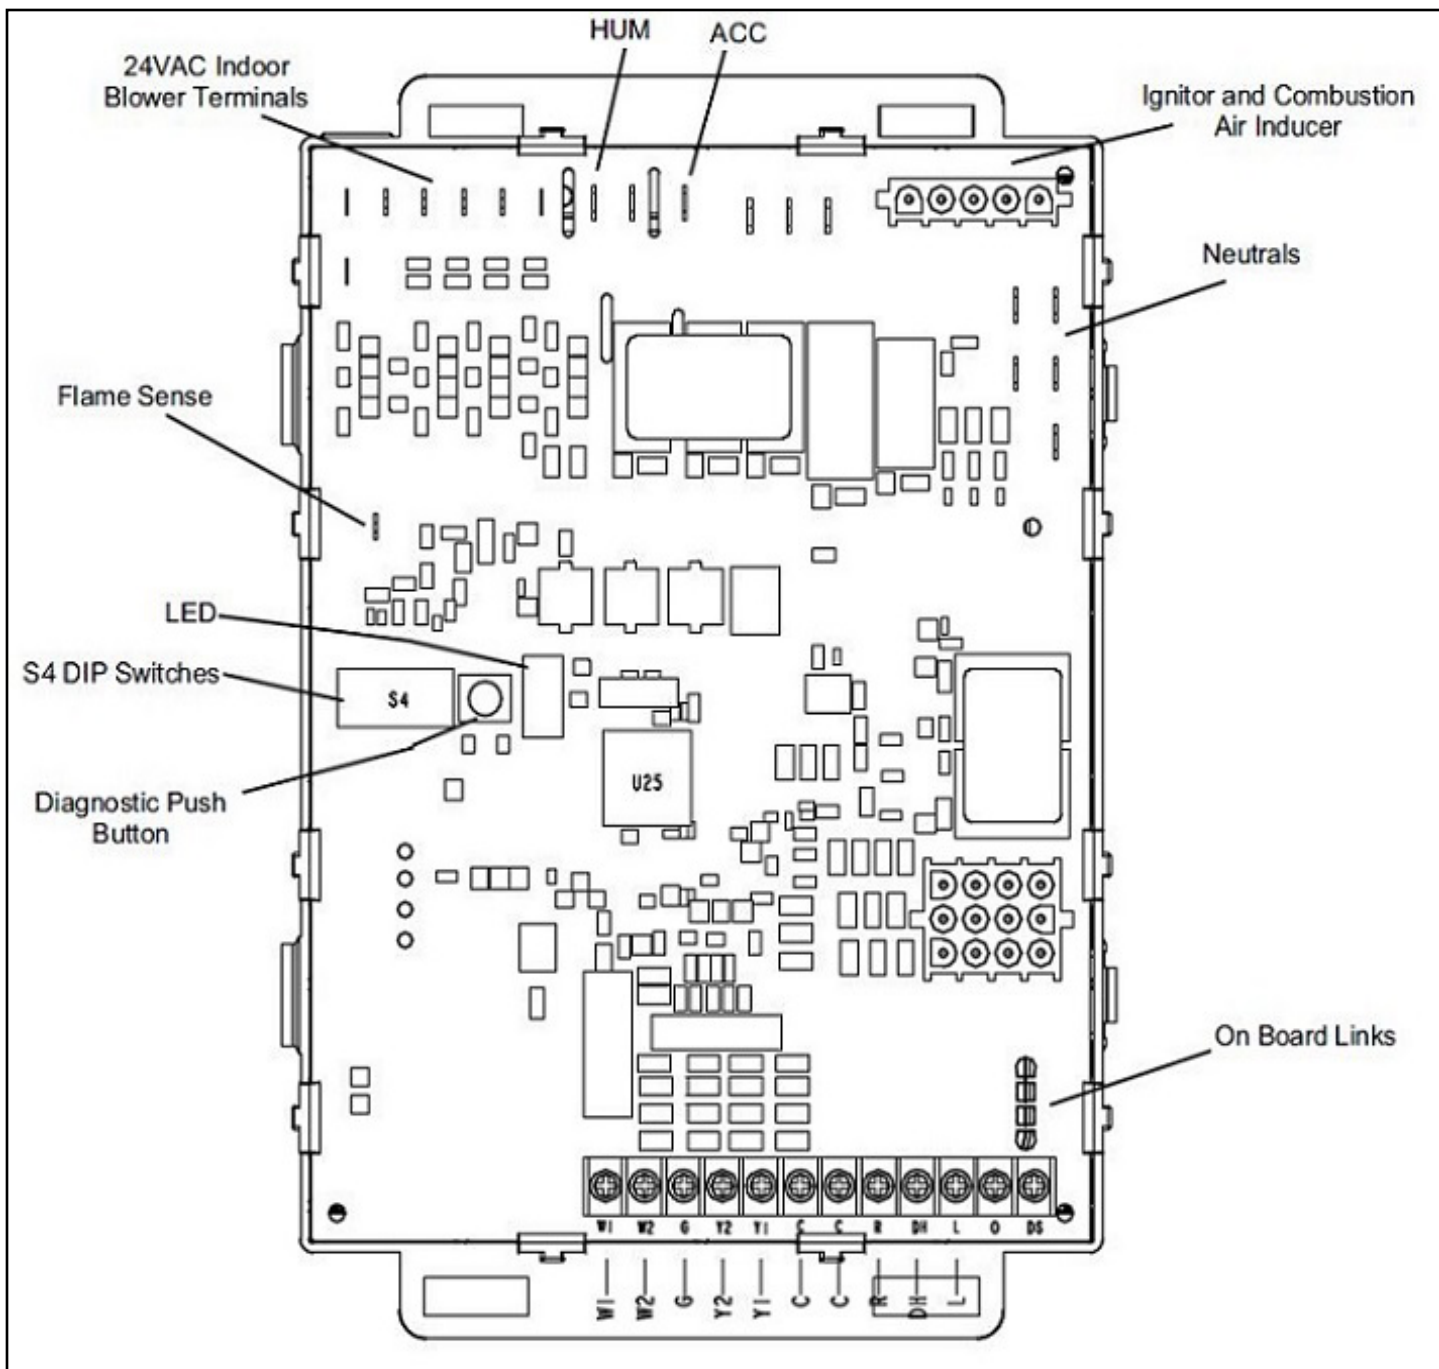 HUM
ACC
24VAC Indoor
Blower Terminals
Ignitor and Combustion
Air Inducer
Neutrals
Flame Sense
LED
S4 DIP Switches
S4
U25
Diagnostic Push
Button
On Board Links
W1 W2 G Y2 Y1 C C R DH L O DS
W1 W2 G Y2 Y1 C C R DH L